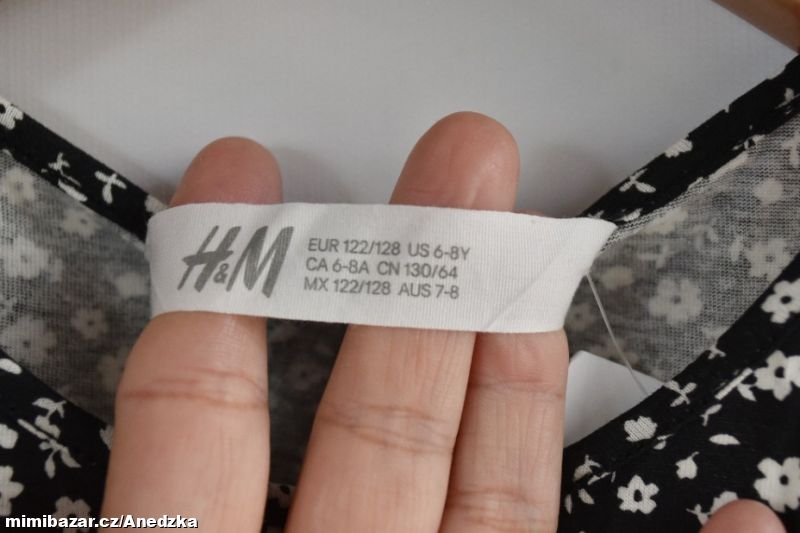 H&M
EUR 122/128 US 6-8Y
CA 6-8A CN 130/64
MX 122/128 AUS 7-8
mimibazar.cz/Anedzka